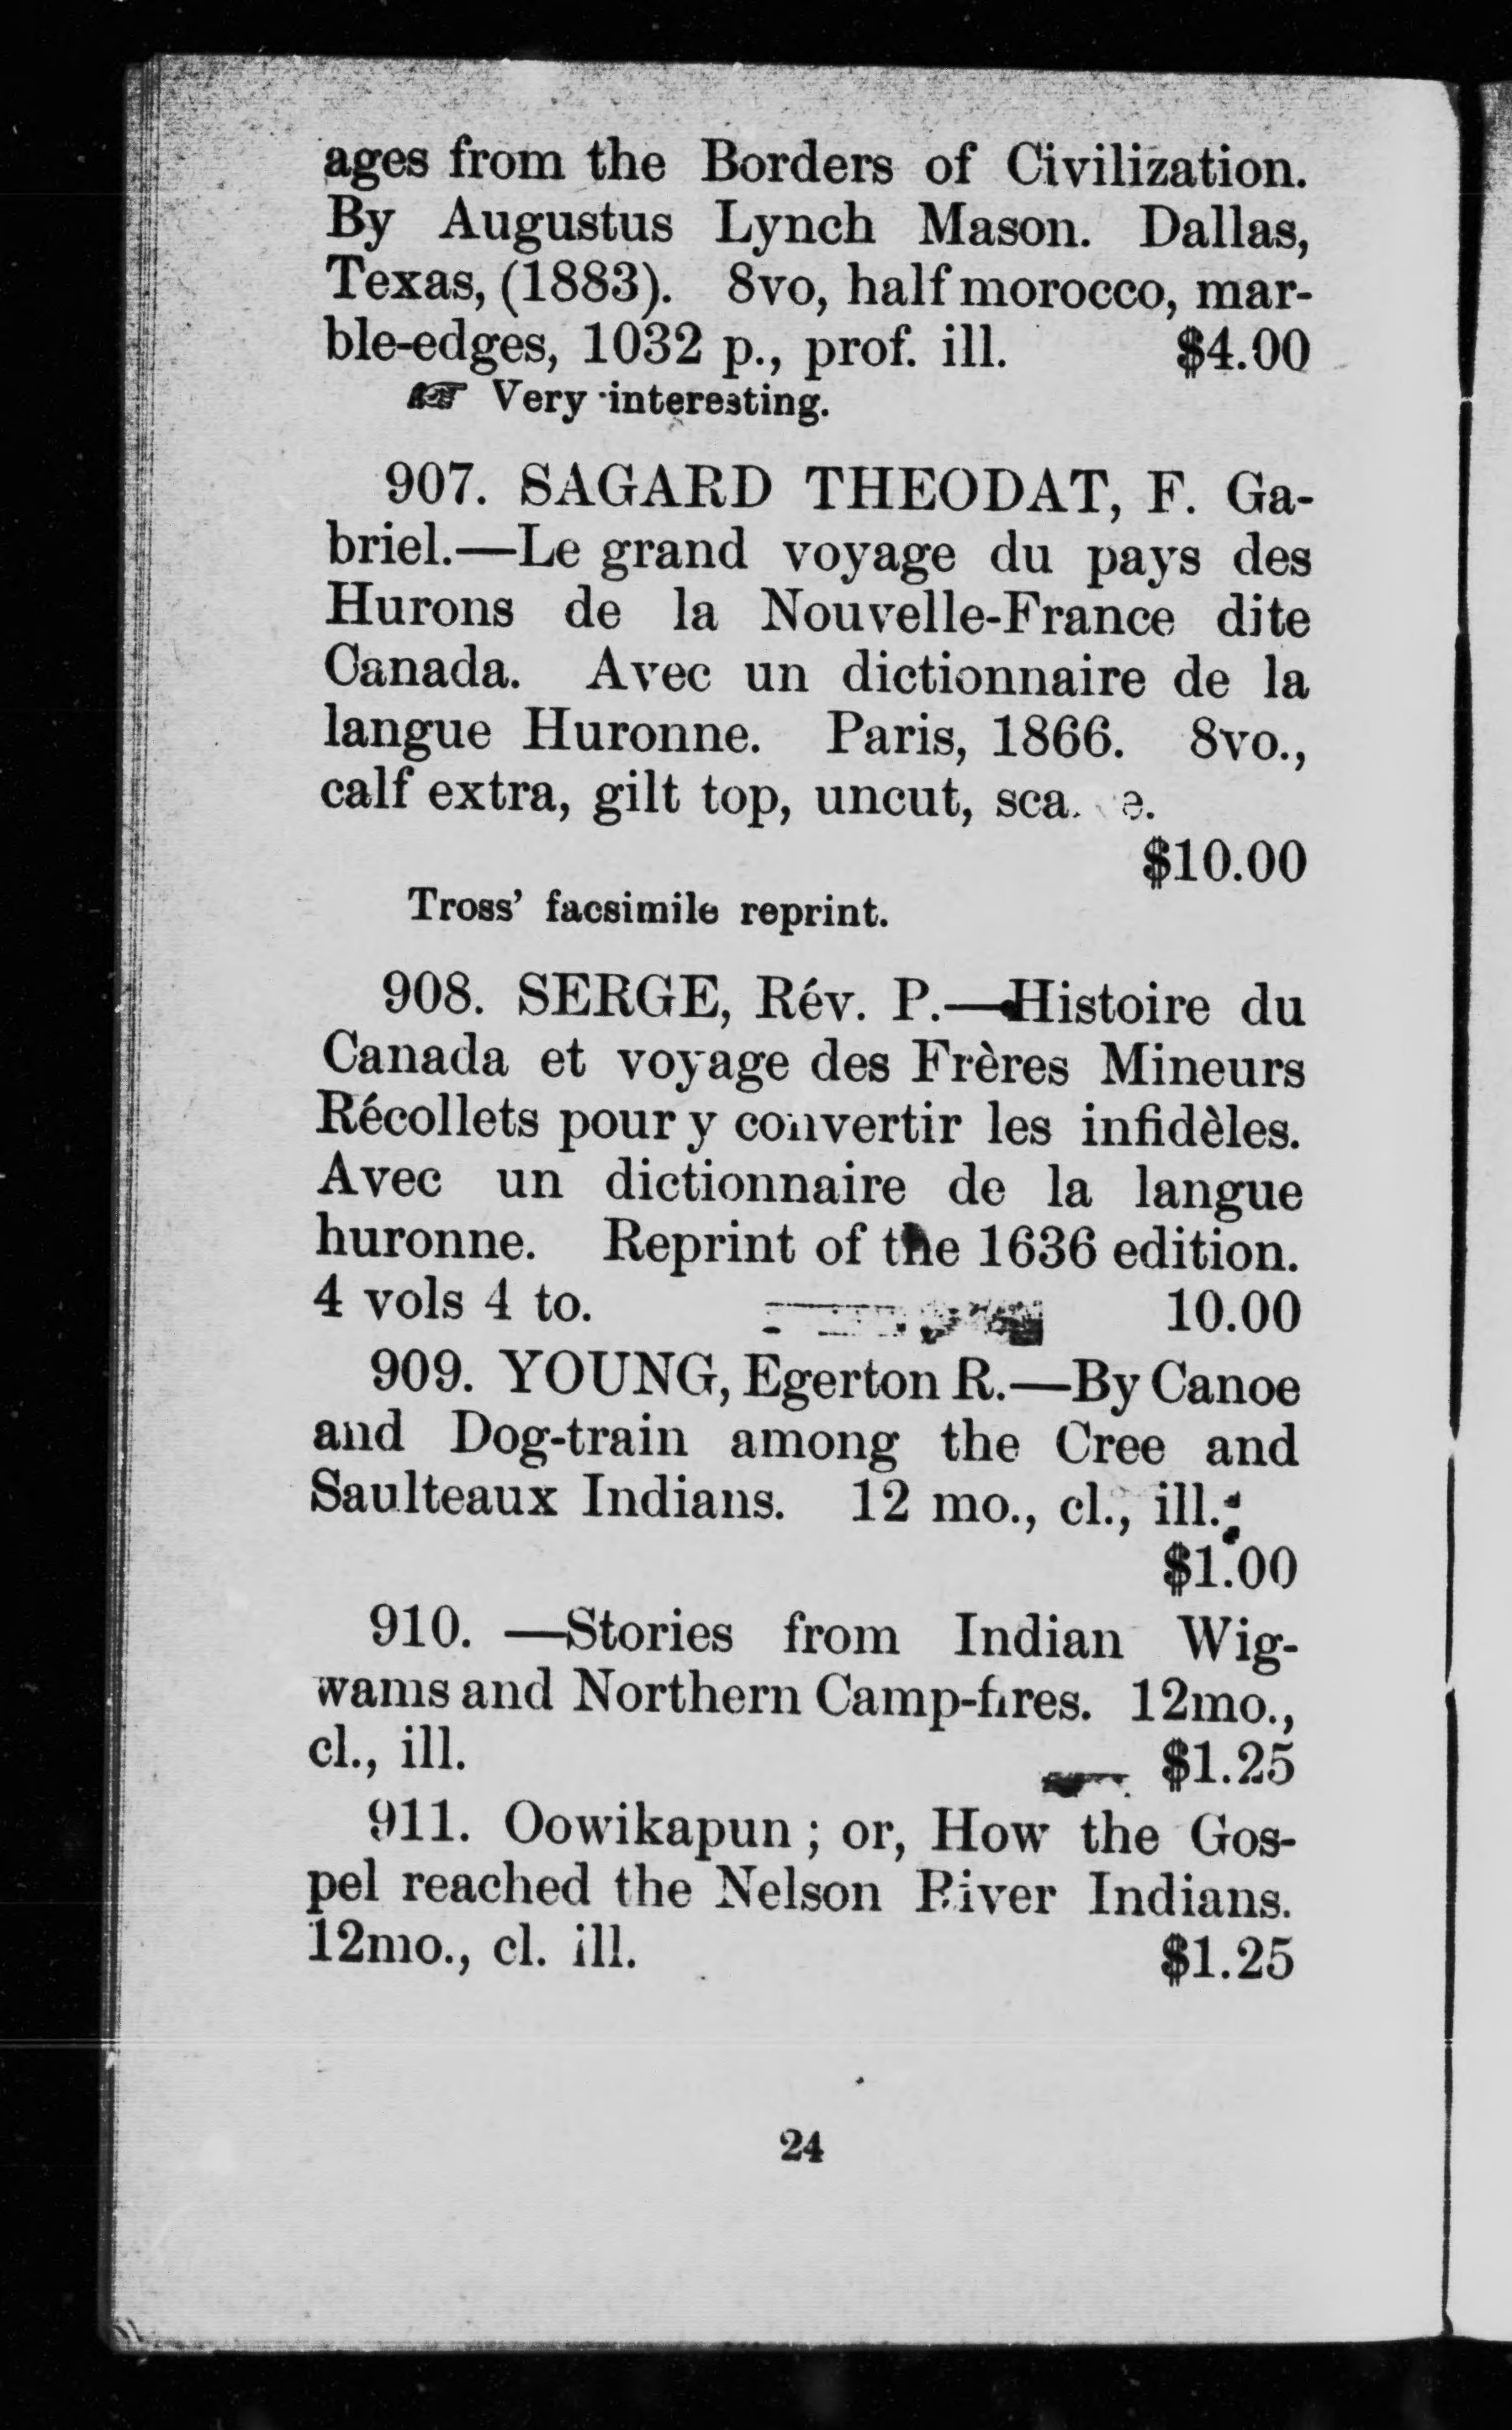 ages from the Borders of Civilization.
By Augustus Lynch Mason. Dallas,
Texas, (1883). 8vo, half morocco, mar-
ble-edges, 1032 p., prof. ill. $4.00
☞ Very interesting.
907. SAGARD THEODAT, F. Ga-
briel.—Le grand voyage du pays des
Hurons de la Nouvelle-France dite
Canada. Avec un dictionnaire de la
langue Huronne. Paris, 1866. 8vo.,
calf extra, gilt top, uncut,
$10.00
Tross' facsimile reprint.
908. SERGE, Rév. P.—Histoire du
Canada et voyage des Frères Mineurs
Récollets pour y convertir les infidèles.
Avec un dictionnaire de la langue
huronne. Reprint of the 1636 edition.
4 vols 4 to. 10.00
909. YOUNG, Egerton R.—By Canoe
and Dog-train among the Cree and
Saulteaux Indians. 12 mo., cl., ill.
$1.00
910. —Stories from Indian Wig-
wams and Northern Camp-fires. 12mo.,
cl., ill. $1.25
911. Oowikapun ; or, How the Gos-
pel reached the Nelson River Indians.
12mo., cl. ill. $1.25
24